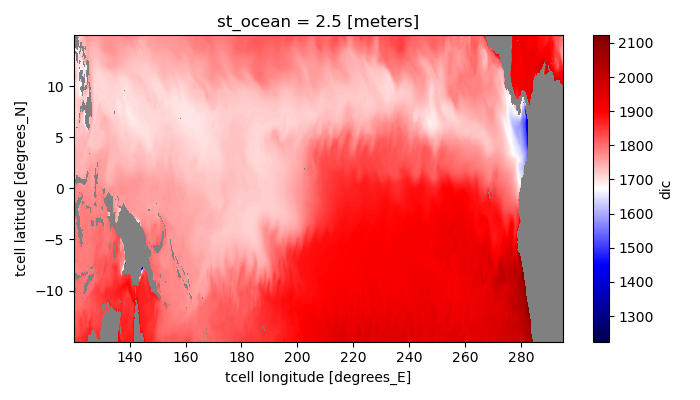 st_ocean = 2.5 [meters]
10
5
0
−5
−10
tcell latitude [degrees_N]
140 160 180 200 220 240 260 280
tcell longitude [degrees_E]
2100
2000
1900
1800
1700
1600
1500
1400
1300
dic